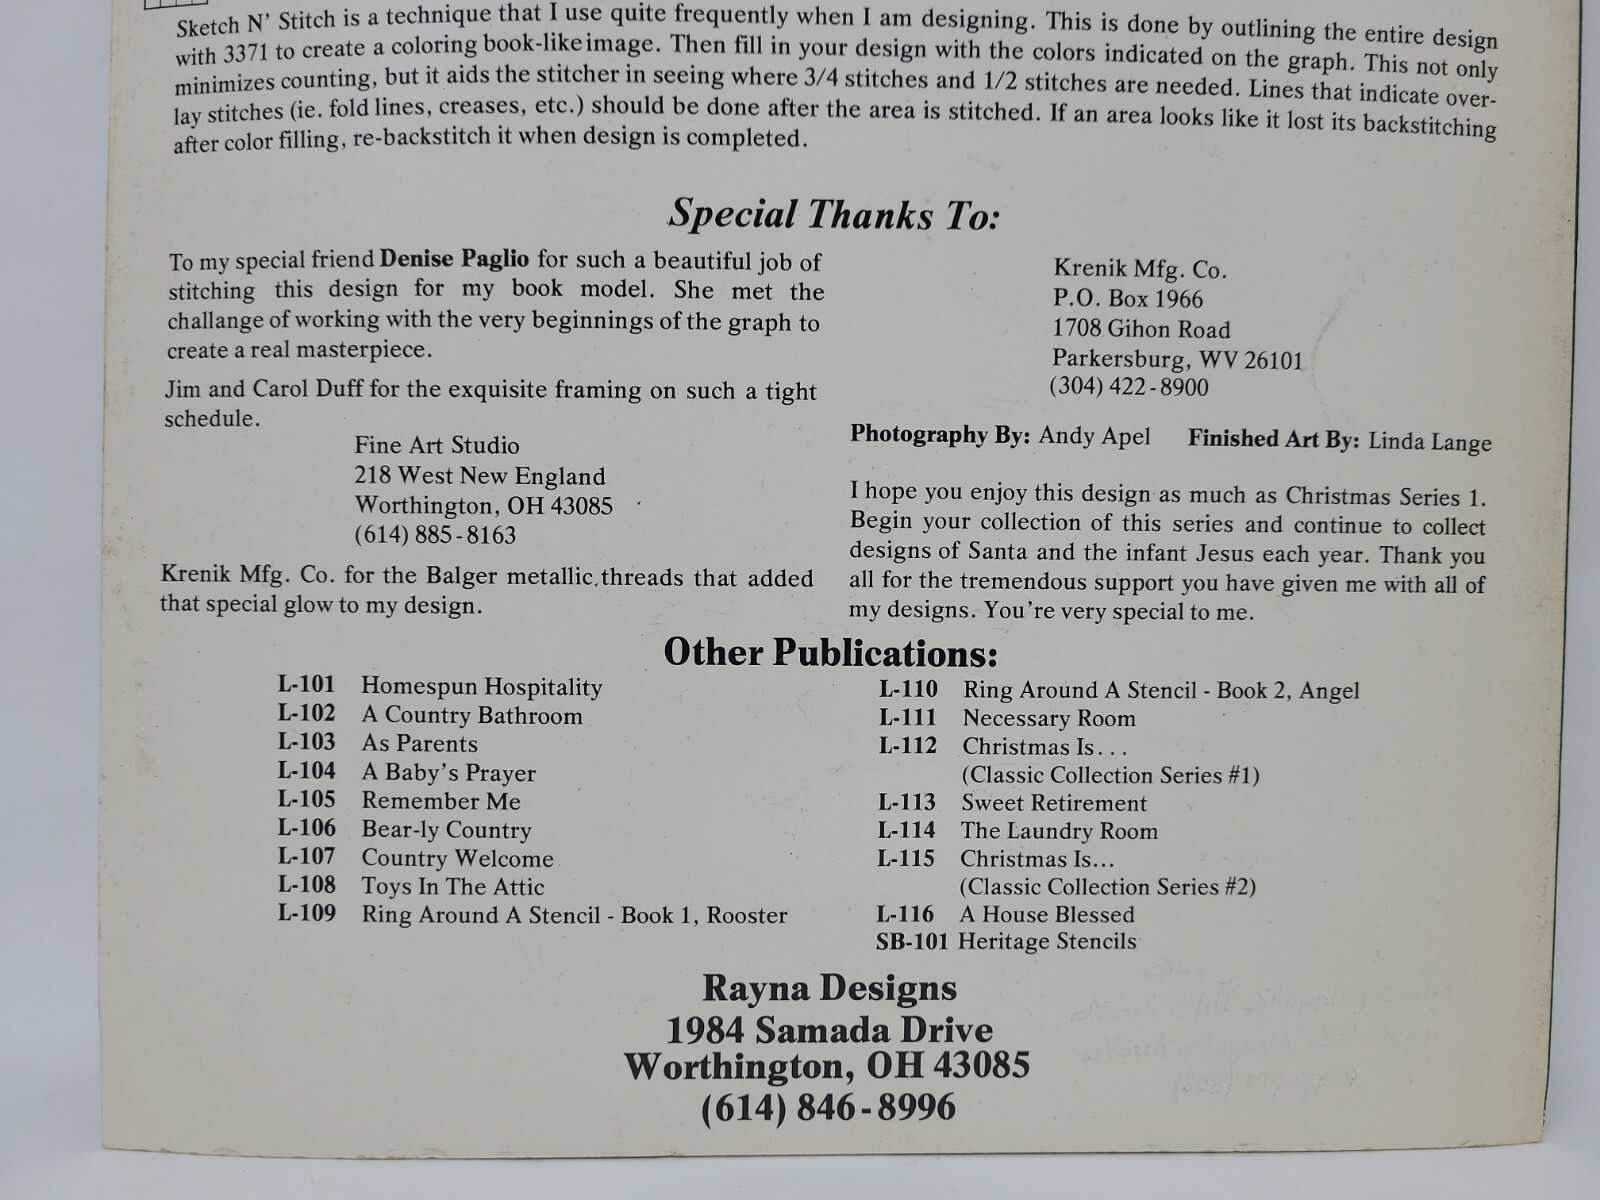 Sketch N' Stitch is a technique that I use quite frequently when I am designing. This is done by outlining the entire design
with 3371 to create a coloring book-like image. Then fill in your design with the colors indicated on the graph. This not only
minimizes counting, but it aids the stitcher in seeing where 3/4 stitches and 1/2 stitches are needed. Lines that indicate over-
lay stitches (ie. fold lines, creases, etc.) should be done after the area is stitched. If an area looks like it lost its backstitching
after color filling, re-backstitch it when design is completed.
Special Thanks To:
To my special friend Denise Paglio for such a beautiful job of
stitching this design for my book model. She met the
challange of working with the very beginnings of the graph to
create a real masterpiece.
Jim and Carol Duff for the exquisite framing on such a tight
schedule.
Fine Art Studio
218 West New England
Worthington, OH 43085
(614) 885-8163
Krenik Mfg. Co. for the Balger metallic threads that added
that special glow to my design.
Krenik Mfg. Co.
P.O. Box 1966
1708 Gihon Road
Parkersburg, WV 26101
(304) 422-8900
Photography By: Andy Apel Finished Art By: Linda Lange
I hope you enjoy this design as much as Christmas Series 1.
Begin your collection of this series and continue to collect
designs of Santa and the infant Jesus each year. Thank you
all for the tremendous support you have given me with all of
my designs. You're very special to me.
Other Publications:
L-101 Homespun Hospitality
L-102 A Country Bathroom
L-103 As Parents
L-104 A Baby's Prayer
L-105 Remember Me
L-106 Bear-ly Country
L-107 Country Welcome
L-108 Toys In The Attic
L-109 Ring Around A Stencil - Book 1, Rooster
L-110 Ring Around A Stencil - Book 2, Angel
L-111 Necessary Room
L-112 Christmas Is...
(Classic Collection Series #1)
L-113 Sweet Retirement
L-114 The Laundry Room
L-115 Christmas Is...
(Classic Collection Series #2)
L-116 A House Blessed
SB-101 Heritage Stencils
Rayna Designs
1984 Samada Drive
Worthington, OH 43085
(614) 846-8996